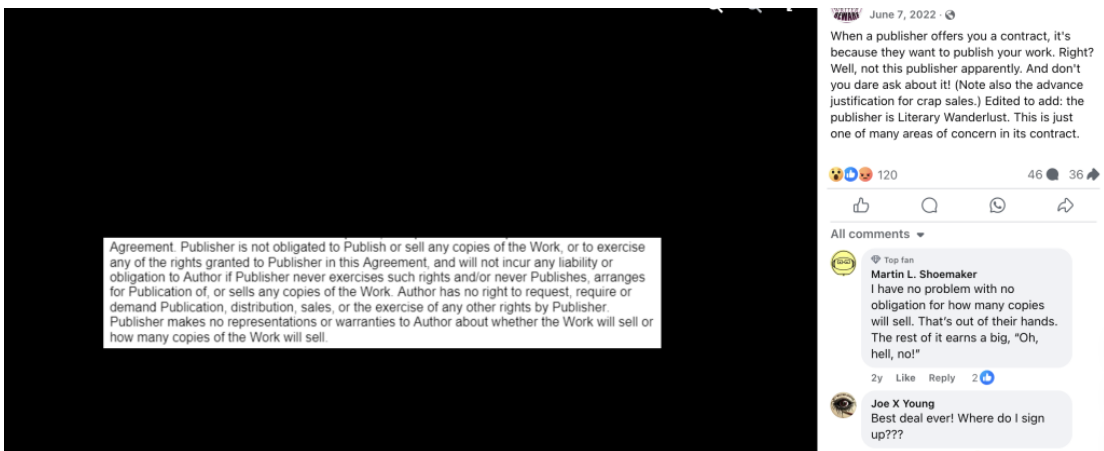 Agreement. Publisher is not obligated to Publish or sell any copies of the Work, or to exercise
any of the rights granted to Publisher in this Agreement, and will not incur any liability or
obligation to Author if Publisher never exercises such rights and/or never Publishes, arranges
for Publication of, or sells any copies of the Work. Author has no right to request, require or
demand Publication, distribution, sales, or the exercise of any other rights by Publisher.
Publisher makes no representations or warranties to Author about whether the Work will sell or
how many copies of the Work will sell.
BEWARE
June 7, 2022 ·
When a publisher offers you a contract, it's
because they want to publish your work. Right?
Well, not this publisher apparently. And don't
you dare ask about it! (Note also the advance
justification for crap sales.) Edited to add: the
publisher is Literary Wanderlust. This is just
one of many areas of concern in its contract.
120
46 36
All comments
Top fan
Martin L. Shoemaker
I have no problem with no
obligation for how many copies
will sell. That's out of their hands.
The rest of it earns a big, "Oh,
hell, no!"
2y Like Reply 2
Joe X Young
Best deal ever! Where do I sign
up???